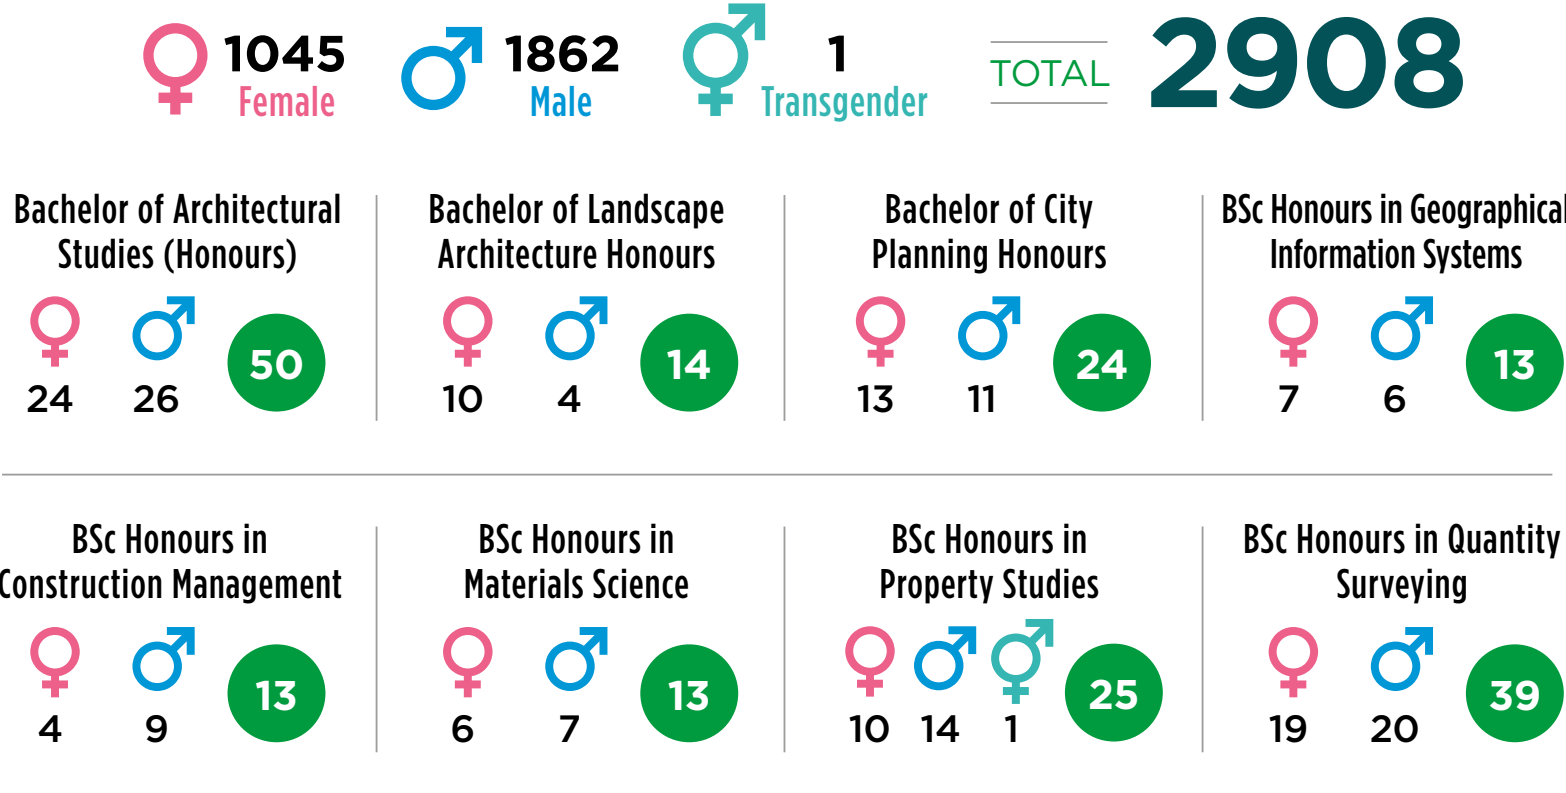 1045 1862 1 TOTAL 2908
Female Male Transgender
Bachelor of Architectural
Studies (Honours)
24 26 50
Bachelor of Landscape
Architecture Honours
10 4 14
Bachelor of City
Planning Honours
13 11 24
BSc Honours in Geographical
Information Systems
7 6 13
BSc Honours in
Construction Management
4 9 13
BSc Honours in
Materials Science
6 7 13
BSc Honours in
Property Studies
10 14 1 25
BSc Honours in Quantity
Surveying
19 20 39